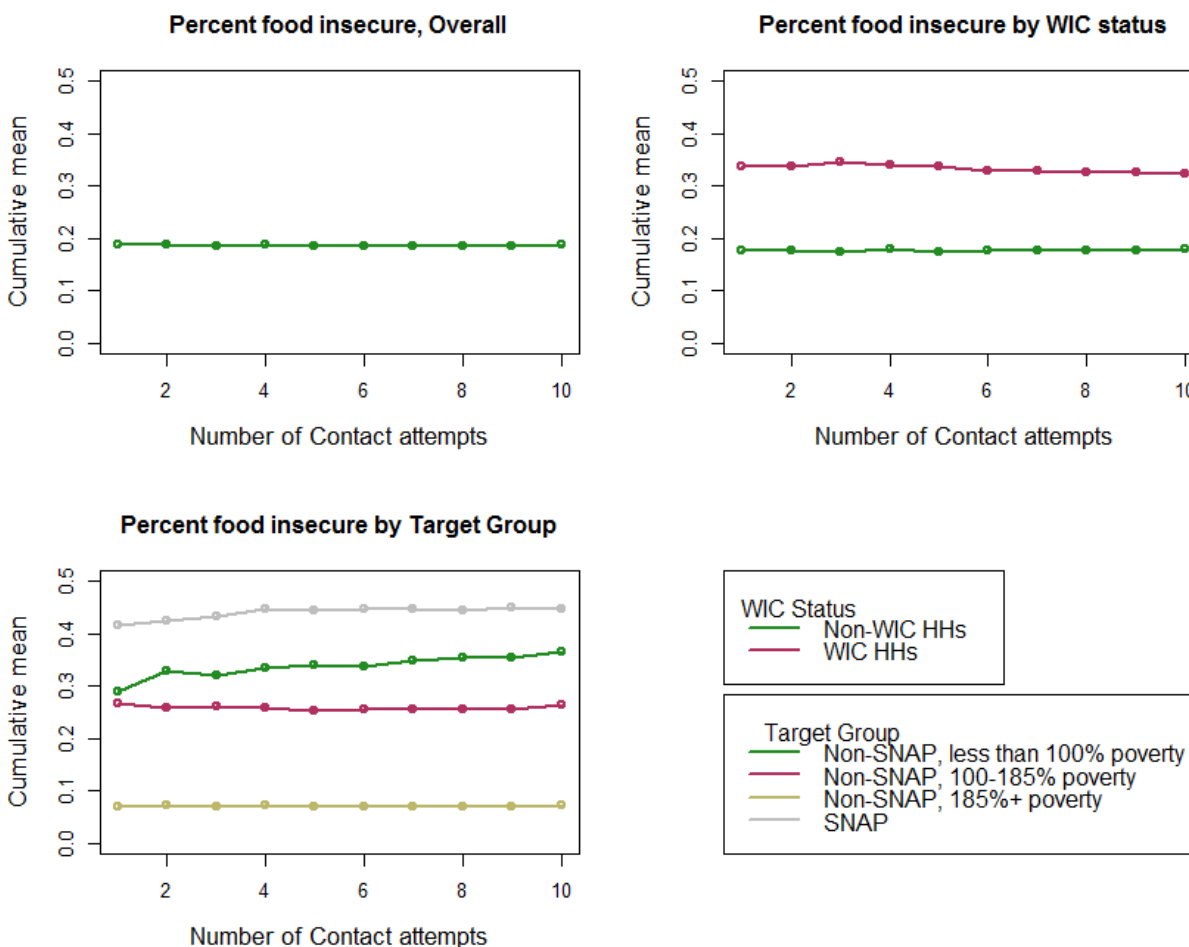 Percent food insecure, Overall
Cumulative mean
0.0 0.1 0.2 0.3 0.4 0.5
2 4 6 8 10
Number of Contact attempts
Percent food insecure by WIC status
Cumulative mean
0.0 0.1 0.2 0.3 0.4 0.5
2 4 6 8 10
Number of Contact attempts
Percent food insecure by Target Group
Cumulative mean
0.0 0.1 0.2 0.3 0.4 0.5
2 4 6 8 10
Number of Contact attempts
WIC Status
Non-WIC HHs
WIC HHs
Target Group
Non-SNAP, less than 100% poverty
Non-SNAP, 100-185% poverty
Non-SNAP, 185%+ poverty
SNAP